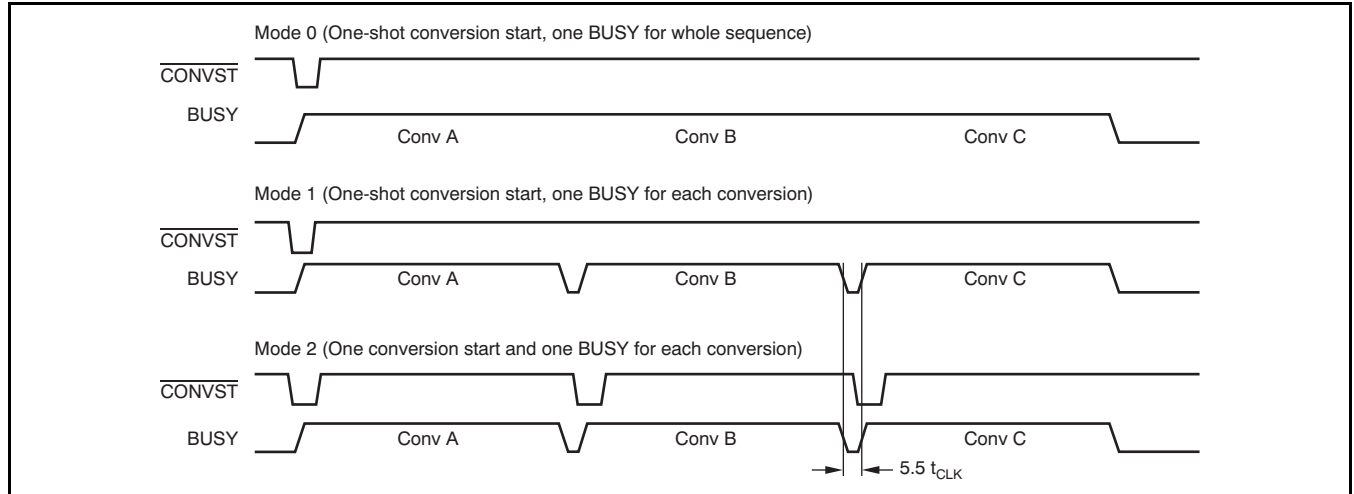 Mode 0 (One-shot conversion start, one BUSY for whole sequence)
CONVST
BUSY
Conv A Conv B Conv C
Mode 1 (One-shot conversion start, one BUSY for each conversion)
CONVST
BUSY
Conv A Conv B Conv C
Mode 2 (One conversion start and one BUSY for each conversion)
CONVST
BUSY
Conv A Conv B Conv C
5.5 tCLK